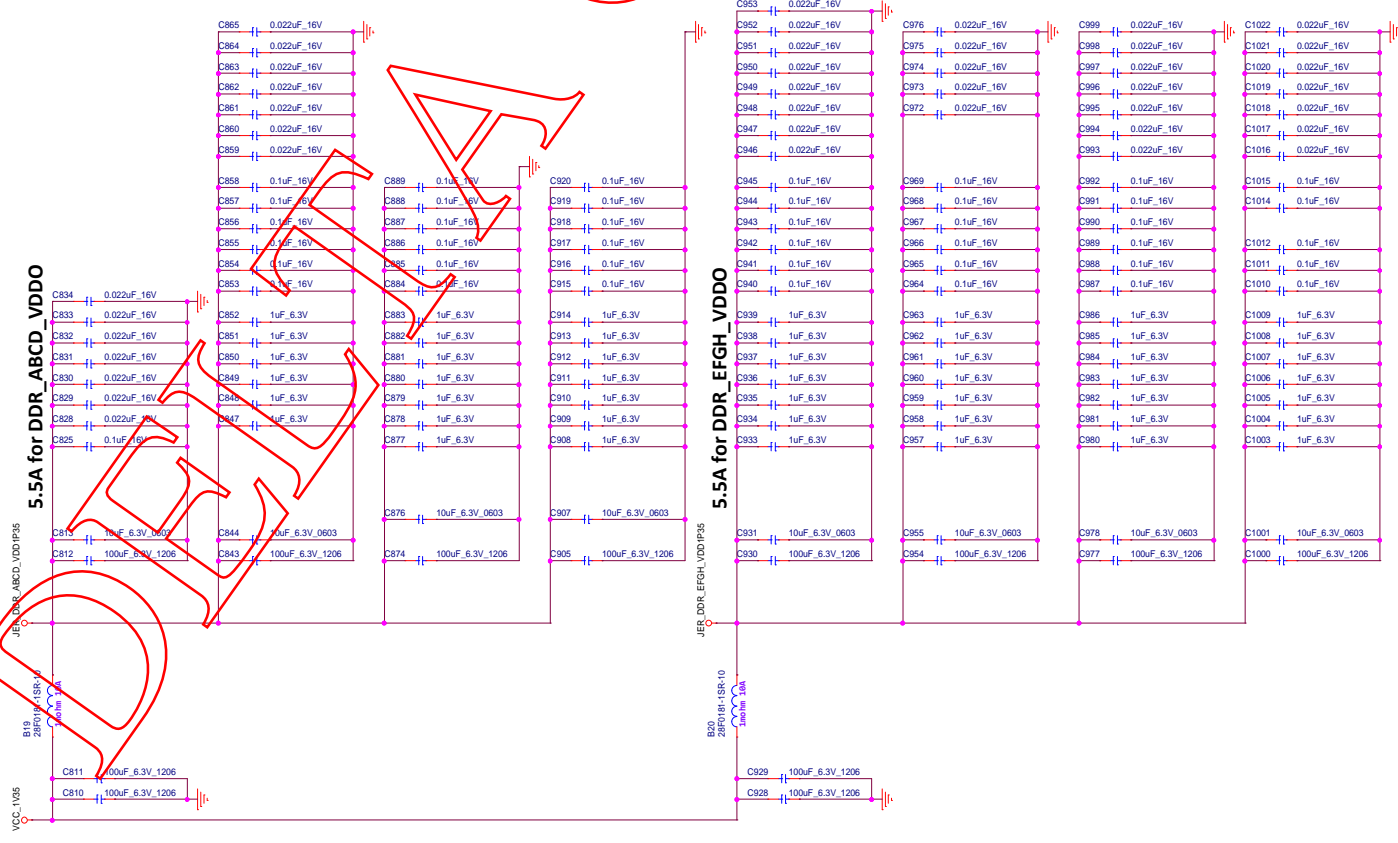 5.5A for DDR_ABCD_VDDO
C834 0.022uF_16V
C833 0.022uF_16V
C832 0.022uF_16V
C831 0.022uF_16V
C830 0.022uF_16V
C829 0.022uF_16V
C828 0.022uF_16V
C825 0.1uF_16V
C813 10uF_6.3V_0603
C812 100uF_6.3V_1206
C865 0.022uF_16V
C864 0.022uF_16V
C863 0.022uF_16V
C862 0.022uF_16V
C861 0.022uF_16V
C860 0.022uF_16V
C859 0.022uF_16V
C858 0.1uF_16V
C857 0.1uF_16V
C856 0.1uF_16V
C855 0.1uF_16V
C854 0.1uF_16V
C853 0.1uF_16V
C852 1uF_6.3V
C851 1uF_6.3V
C850 1uF_6.3V
C849 1uF_6.3V
C848 1uF_6.3V
C847 1uF_6.3V
C844 10uF_6.3V_0603
C843 100uF_6.3V_1206
C889 0.1uF_16V
C888 0.1uF_16V
C887 0.1uF_16V
C886 0.1uF_16V
C885 0.1uF_16V
C884 0.1uF_16V
C883 1uF_6.3V
C882 1uF_6.3V
C881 1uF_6.3V
C880 1uF_6.3V
C879 1uF_6.3V
C878 1uF_6.3V
C877 1uF_6.3V
C876 10uF_6.3V_0603
C874 100uF_6.3V_1206
C920 0.1uF_16V
C919 0.1uF_16V
C918 0.1uF_16V
C917 0.1uF_16V
C916 0.1uF_16V
C915 0.1uF_16V
C914 1uF_6.3V
C913 1uF_6.3V
C912 1uF_6.3V
C911 1uF_6.3V
C910 1uF_6.3V
C909 1uF_6.3V
C908 1uF_6.3V
C907 10uF_6.3V_0603
C905 100uF_6.3V_1206
JER_DDR_ABCD_VDD1P35
B19
28F0181-1SR-10
1mohm 10A
C811 100uF_6.3V_1206
C810 100uF_6.3V_1206
VCC_1V35
5.5A for DDR_EFGH_VDDO
C953 0.022uF_16V
C952 0.022uF_16V
C951 0.022uF_16V
C950 0.022uF_16V
C949 0.022uF_16V
C948 0.022uF_16V
C947 0.022uF_16V
C946 0.022uF_16V
C945 0.1uF_16V
C944 0.1uF_16V
C943 0.1uF_16V
C942 0.1uF_16V
C941 0.1uF_16V
C940 0.1uF_16V
C939 1uF_6.3V
C938 1uF_6.3V
C937 1uF_6.3V
C936 1uF_6.3V
C935 1uF_6.3V
C934 1uF_6.3V
C933 1uF_6.3V
C931 10uF_6.3V_0603
C930 100uF_6.3V_1206
C976 0.022uF_16V
C975 0.022uF_16V
C974 0.022uF_16V
C973 0.022uF_16V
C972 0.022uF_16V
C969 0.1uF_16V
C968 0.1uF_16V
C967 0.1uF_16V
C966 0.1uF_16V
C965 0.1uF_16V
C964 0.1uF_16V
C963 1uF_6.3V
C962 1uF_6.3V
C961 1uF_6.3V
C960 1uF_6.3V
C959 1uF_6.3V
C958 1uF_6.3V
C957 1uF_6.3V
C955 10uF_6.3V_0603
C954 100uF_6.3V_1206
C999 0.022uF_16V
C998 0.022uF_16V
C997 0.022uF_16V
C996 0.022uF_16V
C995 0.022uF_16V
C994 0.022uF_16V
C993 0.022uF_16V
C992 0.1uF_16V
C991 0.1uF_16V
C990 0.1uF_16V
C989 0.1uF_16V
C988 0.1uF_16V
C987 0.1uF_16V
C986 1uF_6.3V
C985 1uF_6.3V
C984 1uF_6.3V
C983 1uF_6.3V
C982 1uF_6.3V
C981 1uF_6.3V
C980 1uF_6.3V
C978 10uF_6.3V_0603
C977 100uF_6.3V_1206
C1022 0.022uF_16V
C1021 0.022uF_16V
C1020 0.022uF_16V
C1019 0.022uF_16V
C1018 0.022uF_16V
C1017 0.022uF_16V
C1016 0.022uF_16V
C1015 0.1uF_16V
C1014 0.1uF_16V
C1012 0.1uF_16V
C1011 0.1uF_16V
C1010 0.1uF_16V
C1009 1uF_6.3V
C1008 1uF_6.3V
C1007 1uF_6.3V
C1006 1uF_6.3V
C1005 1uF_6.3V
C1004 1uF_6.3V
C1003 1uF_6.3V
C1001 10uF_6.3V_0603
C1000 100uF_6.3V_1206
JER_DDR_EFGH_VDD1P35
B20
28F0181-1SR-10
1mohm 10A
C929 100uF_6.3V_1206
C928 100uF_6.3V_1206
DELTA